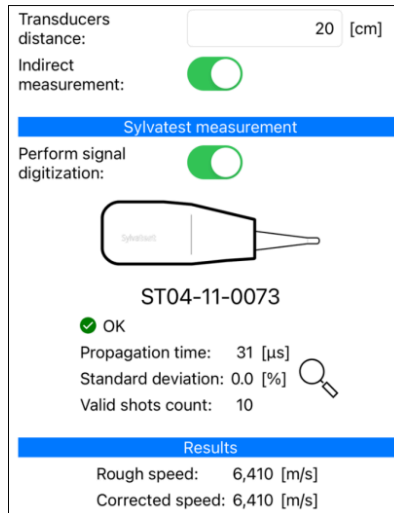 Transducers
distance:
20 [cm]
Indirect
measurement:
Sylvatest measurement
Perform signal
digitization:
Sylvatest
ST04-11-0073
OK
Propagation time: 31 [µs]
Standard deviation: 0.0 [%]
Valid shots count: 10
Results
Rough speed: 6,410 [m/s]
Corrected speed: 6,410 [m/s]